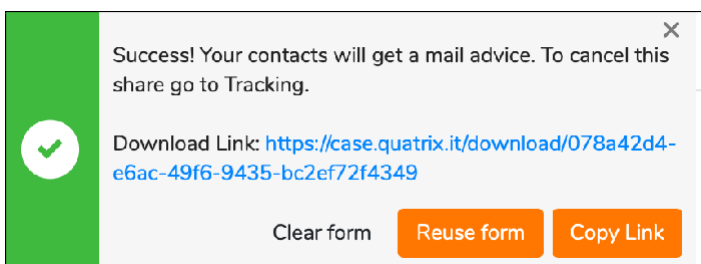 Success! Your contacts will get a mail advice. To cancel this
share go to Tracking.
Download Link: https://case.quatrix.it/download/078a42d4-
e6ac-49f6-9435-bc2ef72f4349
Clear form Reuse form Copy Link